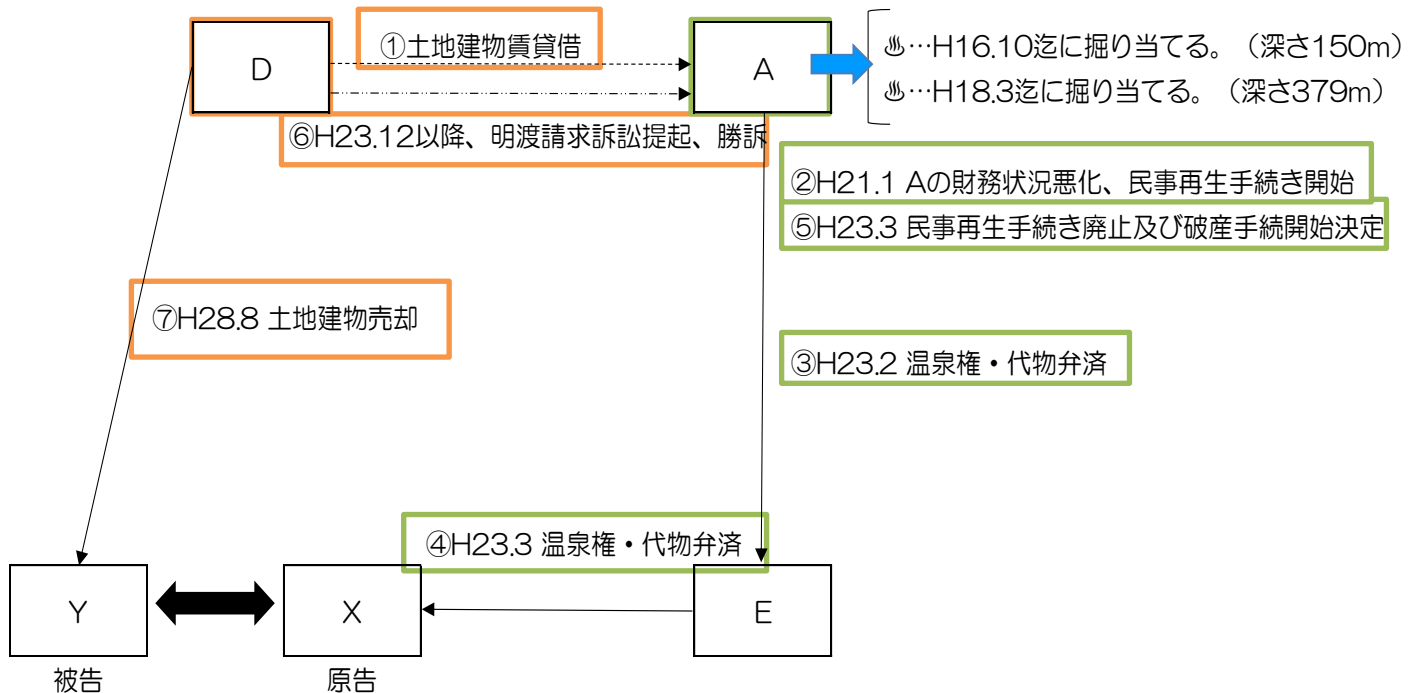 ①土地建物賃貸借
D
A
♨…H16.10迄に掘り当てる。（深さ150m）
♨…H18.3迄に掘り当てる。（深さ379m）
⑥H23.12以降、明渡請求訴訟提起、勝訴
②H21.1 Aの財務状況悪化、民事再生手続き開始
⑤H23.3 民事再生手続き廃止及び破産手続開始決定
⑦H28.8 土地建物売却
③H23.2 温泉権・代物弁済
④H23.3 温泉権・代物弁済
Y
X
E
被告
原告